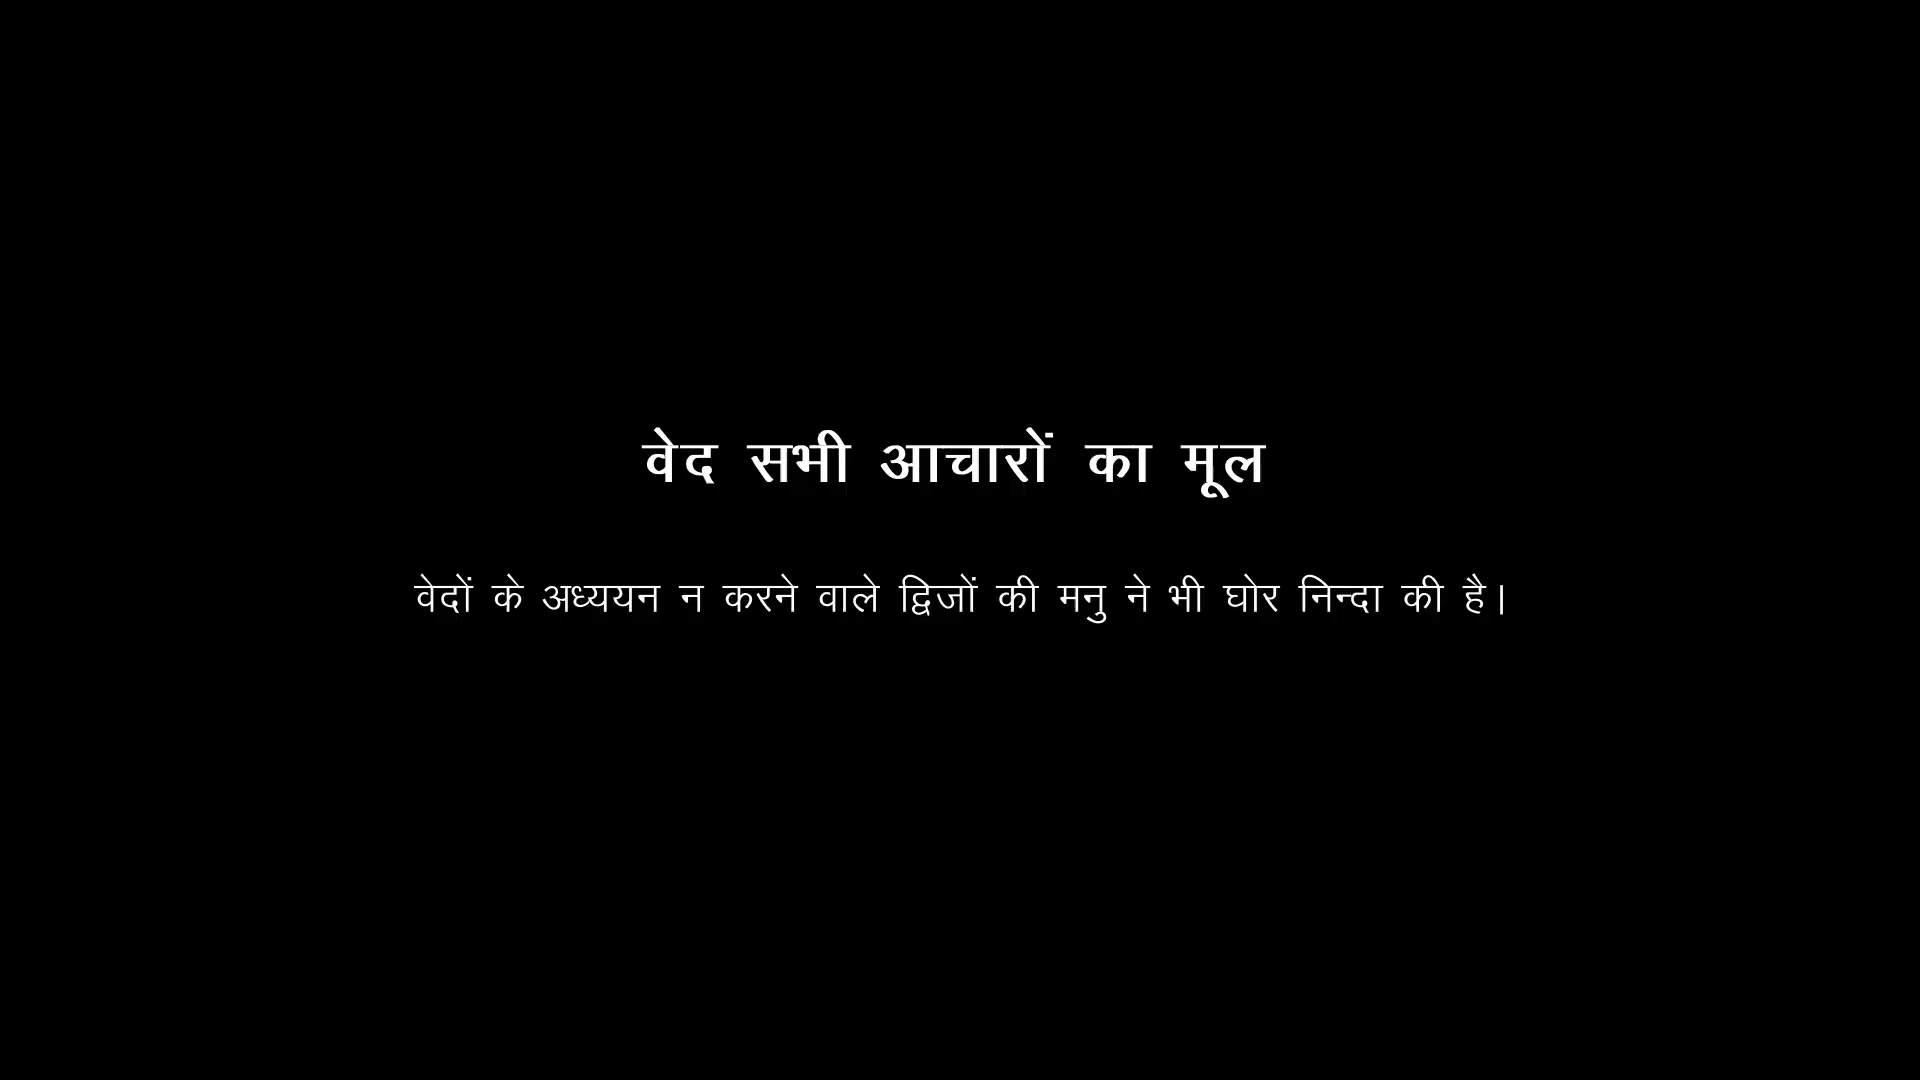 वेद सभी आचारों का मूल
वेदों के अध्ययन न करने वाले द्विजों की मनु ने भी घोर निन्दा की है।